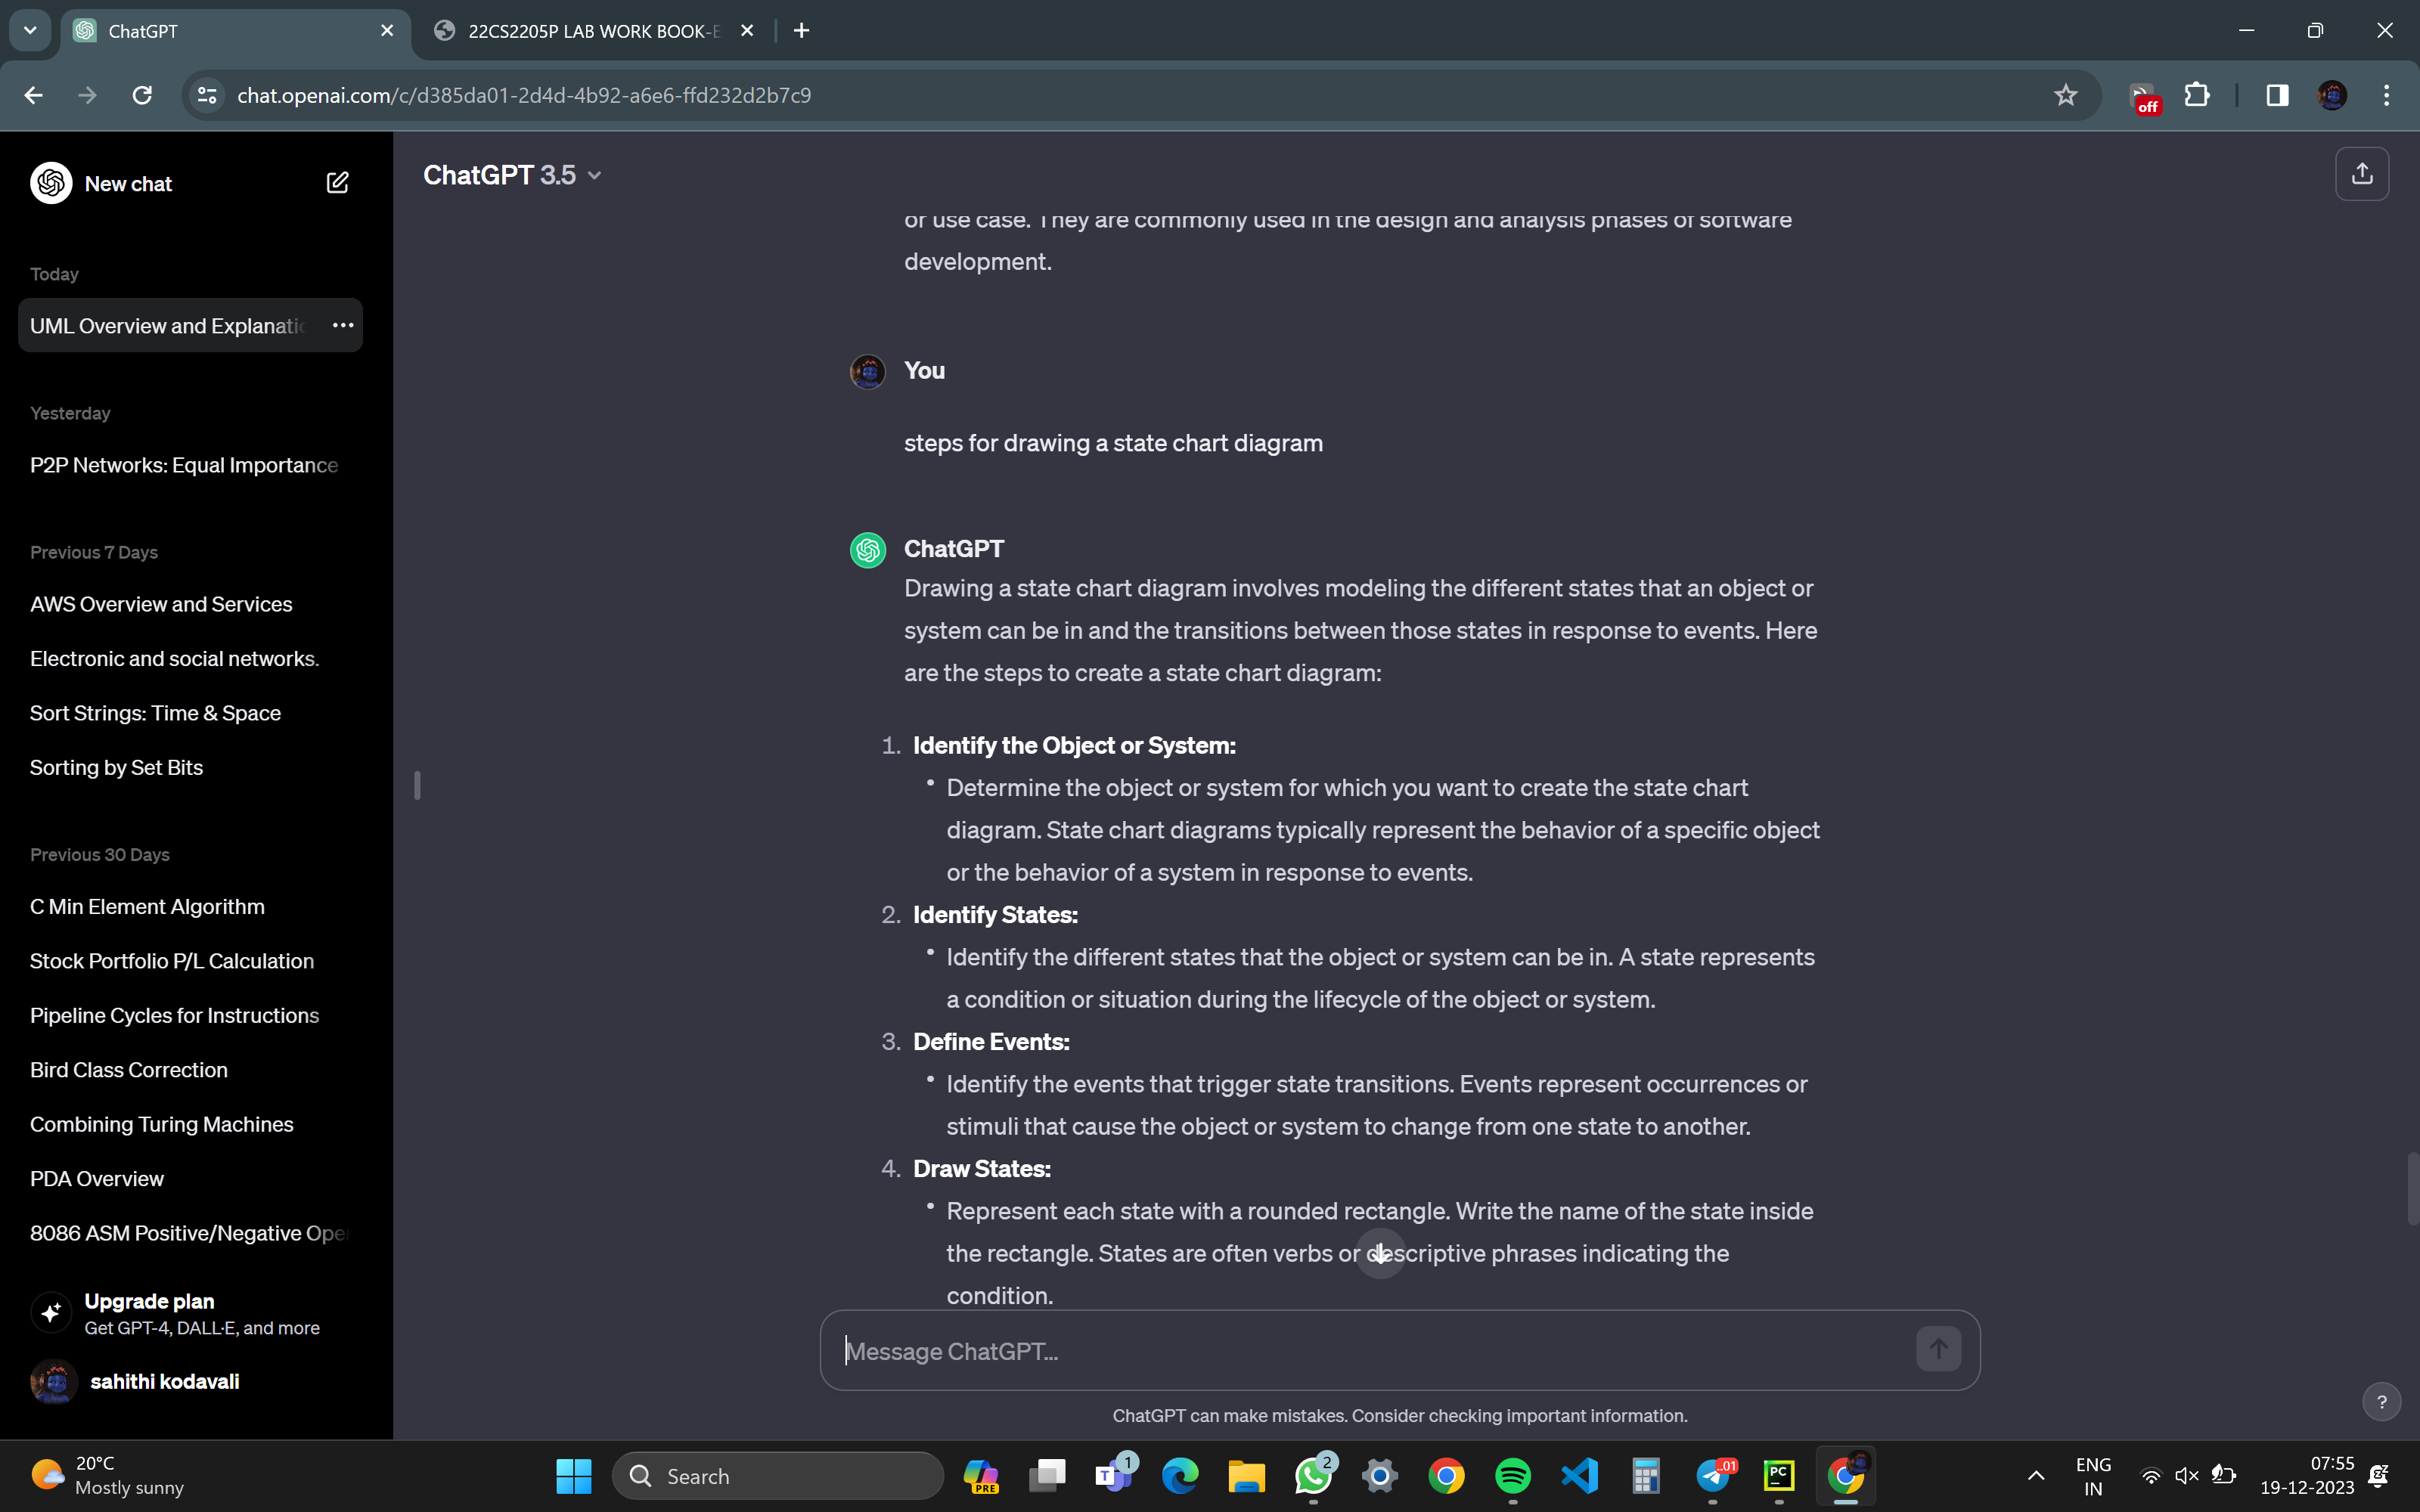 ChatGPT
22CS2205P LAB WORK BOOK-E
chat.openai.com/c/d385da01-2d4d-4b92-a6e6-ffd232d2b7c9
off
New chat
Today
UML Overview and Explanatio
Yesterday
P2P Networks: Equal Importance
Previous 7 Days
AWS Overview and Services
Electronic and social networks.
Sort Strings: Time & Space
Sorting by Set Bits
Previous 30 Days
C Min Element Algorithm
Stock Portfolio P/L Calculation
Pipeline Cycles for Instructions
Bird Class Correction
Combining Turing Machines
PDA Overview
8086 ASM Positive/Negative Ope
Upgrade plan
Get GPT-4, DALL·E, and more
sahithi kodavali
ChatGPT 3.5
or use case. They are commonly used in the design and analysis phases of software
development.
You
steps for drawing a state chart diagram
ChatGPT
Drawing a state chart diagram involves modeling the different states that an object or
system can be in and the transitions between those states in response to events. Here
are the steps to create a state chart diagram:
1. Identify the Object or System:
• Determine the object or system for which you want to create the state chart
diagram. State chart diagrams typically represent the behavior of a specific object
or the behavior of a system in response to events.
2. Identify States:
• Identify the different states that the object or system can be in. A state represents
a condition or situation during the lifecycle of the object or system.
3. Define Events:
• Identify the events that trigger state transitions. Events represent occurrences or
stimuli that cause the object or system to change from one state to another.
4. Draw States:
• Represent each state with a rounded rectangle. Write the name of the state inside
the rectangle. States are often verbs or descriptive phrases indicating the
condition.
Message ChatGPT...
ChatGPT can make mistakes. Consider checking important information.
?
20°C
Mostly sunny
Search
PRE
T
1
2
..01
PC
ENG
IN
07:55
19-12-2023